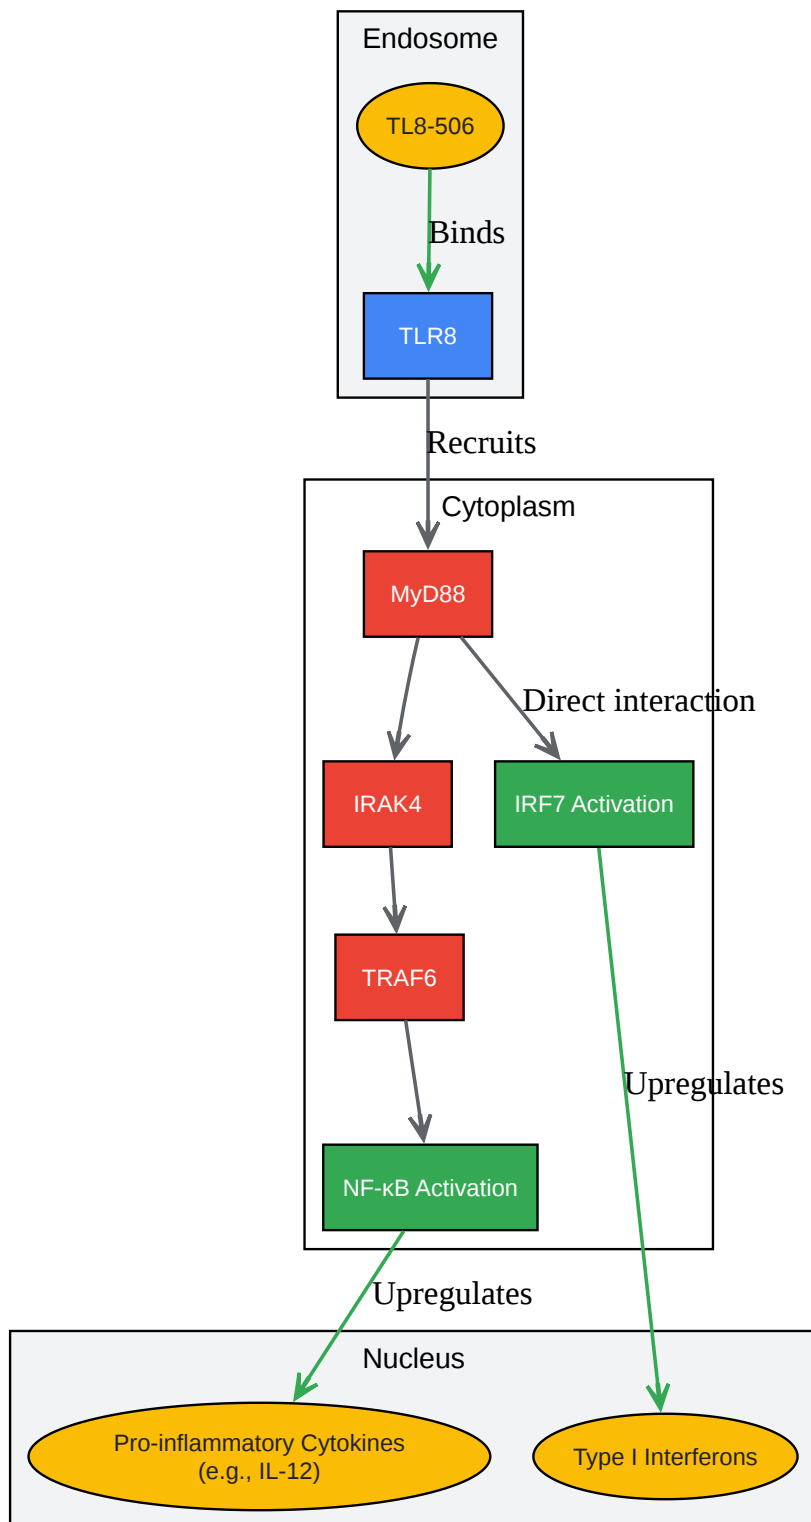 Endosome
TL8-506
Binds
TLR8
Recruits
Cytoplasm
MyD88
Direct interaction
IRAK4
IRF7 Activation
TRAF6
Upregulates
NF-κB Activation
Upregulates
Nucleus
Pro-inflammatory Cytokines
(e.g., IL-12)
Type I Interferons